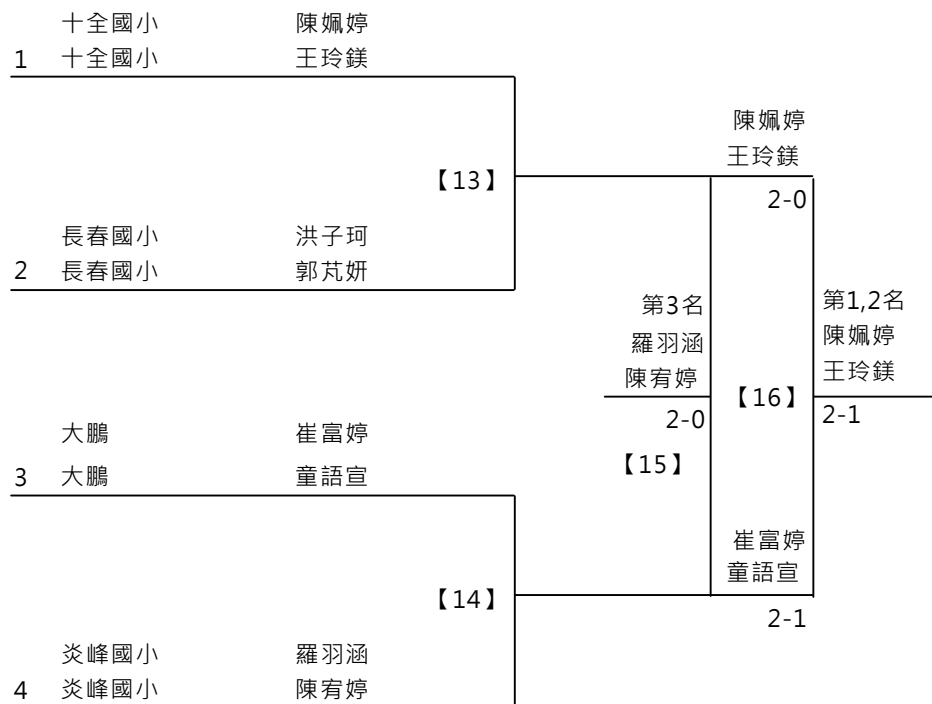 十全國小 陳姵婷
1 十全國小 王玲鎂
陳姵婷
王玲鎂
【13】
2-0
長春國小 洪子珂
2 長春國小 郭芃妍
第3名
羅羽涵
陳宥婷
2-0
【15】
【16】
第1,2名
陳姵婷
王玲鎂
2-1
大鵬 崔富婷
3 大鵬 童語宣
崔富婷
童語宣
【14】
2-1
炎峰國小 羅羽涵
4 炎峰國小 陳宥婷